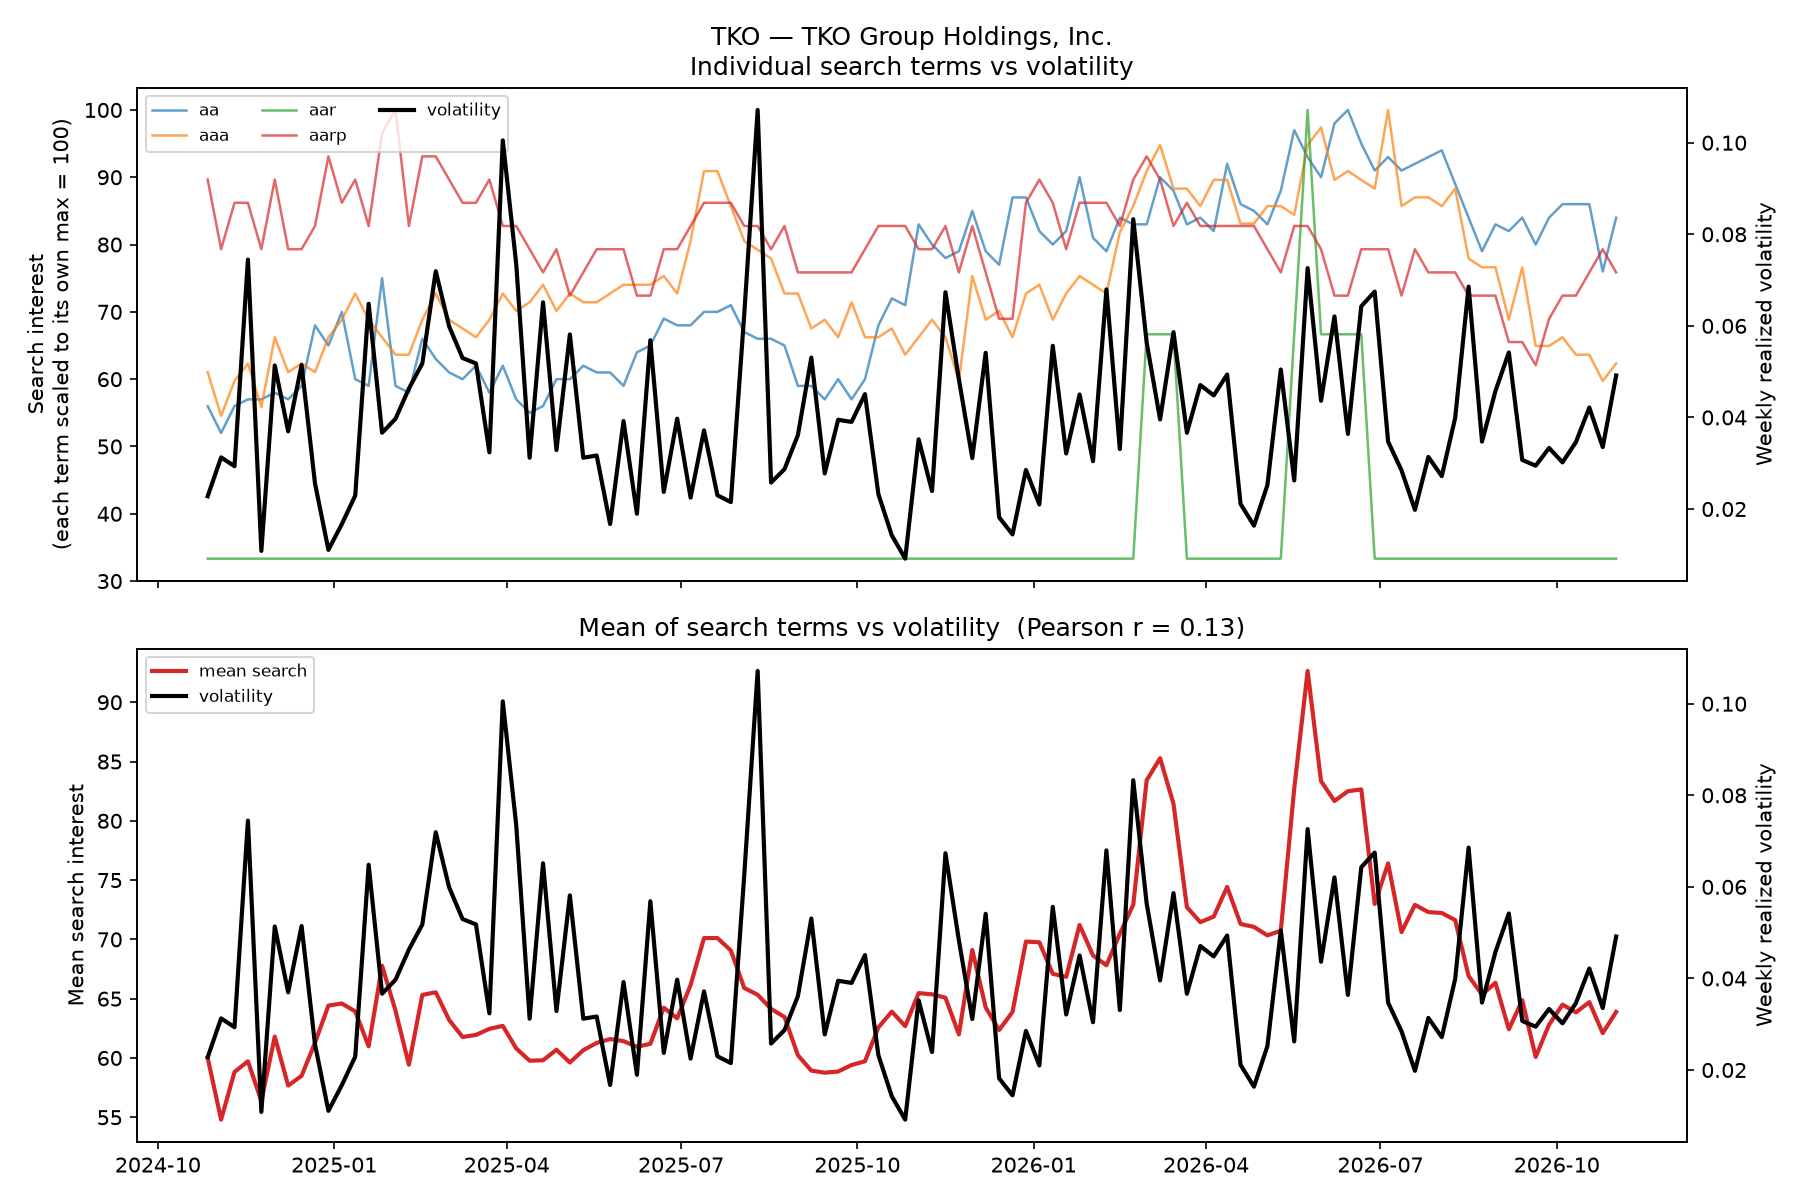 TKO — TKO Group Holdings, Inc.
Individual search terms vs volatility
aa
aaa
aar
aarp
volatility
Search interest
(each term scaled to its own max = 100)
100
90
80
70
60
50
40
30
0.10
0.08
0.06
0.04
0.02
Weekly realized volatility
Mean of search terms vs volatility (Pearson r = 0.13)
mean search
volatility
Mean search interest
90
85
80
75
70
65
60
55
0.10
0.08
0.06
0.04
0.02
Weekly realized volatility
2024-10 2025-01 2025-04 2025-07 2025-10 2026-01 2026-04 2026-07 2026-10